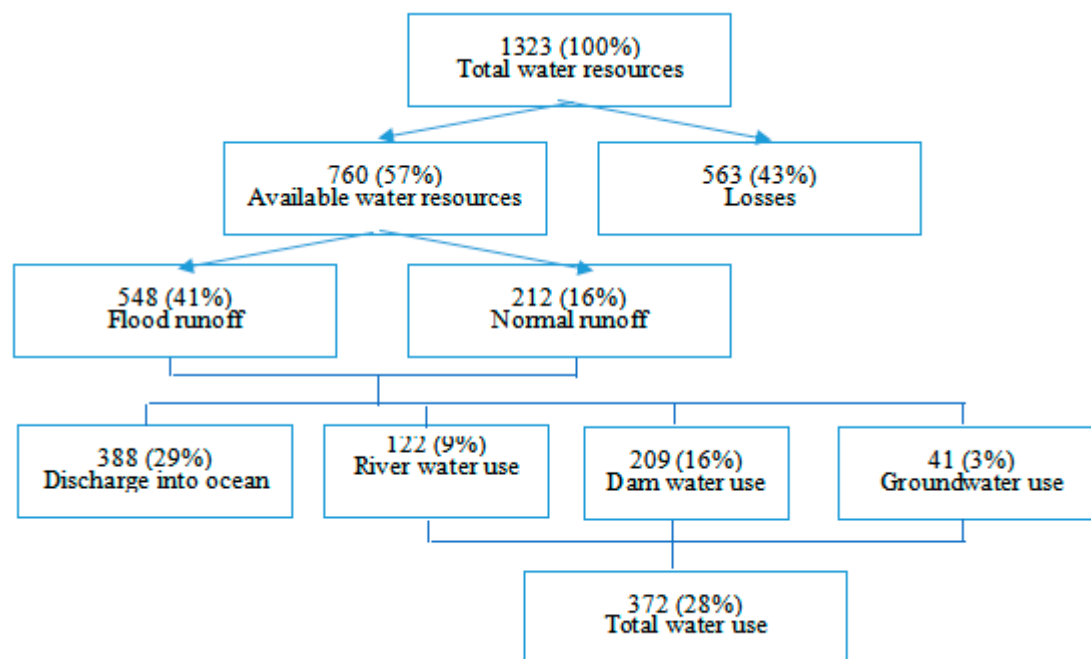 1323 (100%)
Total water resources
760 (57%)
Available water resources
563 (43%)
Losses
548 (41%)
Flood runoff
212 (16%)
Normal runoff
388 (29%)
Discharge into ocean
122 (9%)
River water use
209 (16%)
Dam water use
41 (3%)
Groundwater use
372 (28%)
Total water use